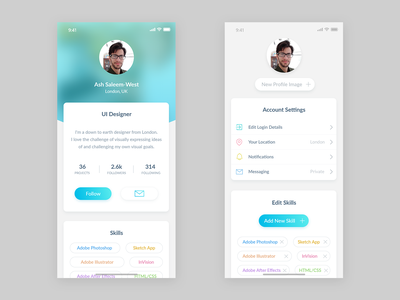 9:41
Ash Saleem-West
London, UK
UI Designer
I'm a down to earth designer from London.
I love the challenge of visually expressing ideas
of and challenging my own visual goals.
36
2.6k
314
PROJECTS
FOLLOWERS
FOLLOWING
Follow
Skills
Adobe Photoshop
Sketch App
Adobe Illustrator
InVision
Adobe After Effects
HTML/CSS
9:41
New Profile Image
Account Settings
Edit Login Details
Your Location
London
Notifications
Messaging
Private
Edit Skills
Add New Skill
Adobe Photoshop
Sketch App
Adobe Illustrator
InVision
Adobe After Effects
HTML/CSS